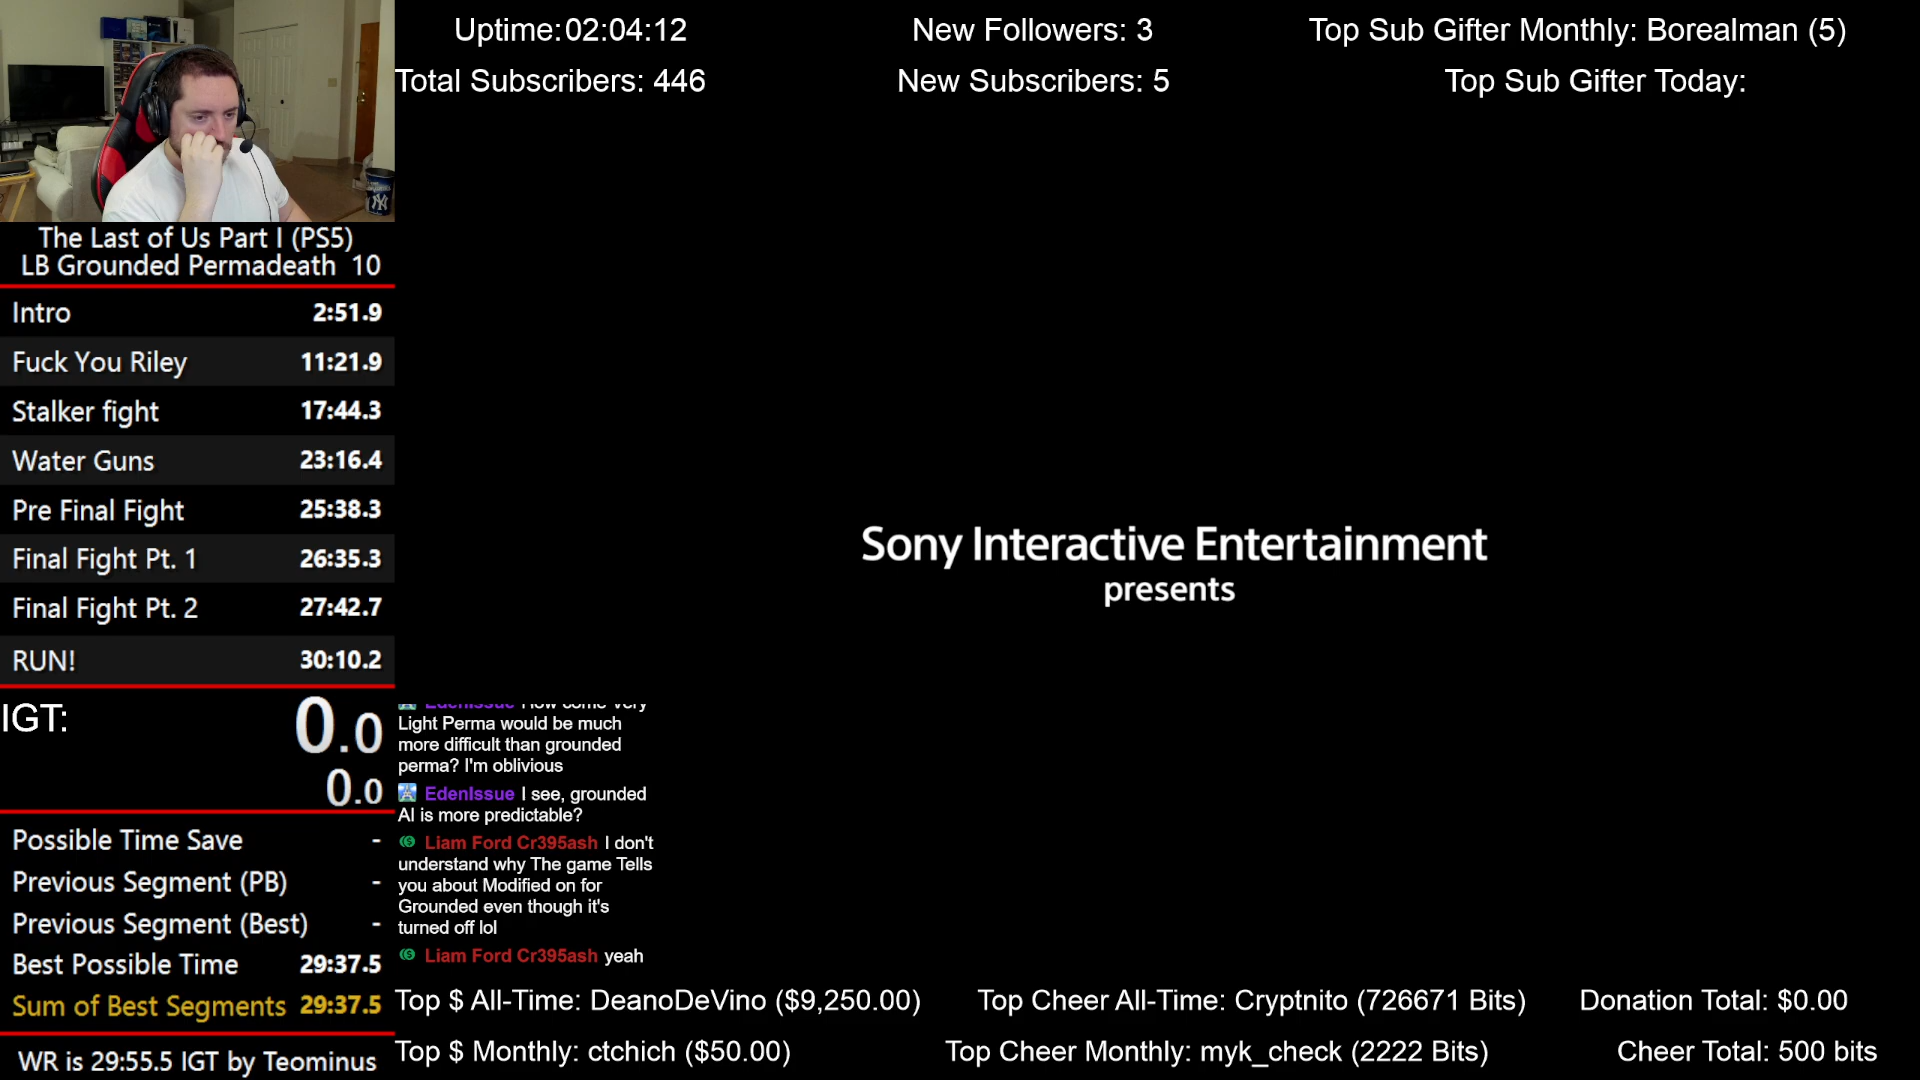 Uptime:02:04:12
New Followers: 3
Top Sub Gifter Monthly: Borealman (5)
Total Subscribers: 446
New Subscribers: 5
Top Sub Gifter Today:
The Last of Us Part I (PS5)
LB Grounded Permadeath 10
Intro 2:51.9
Fuck You Riley 11:21.9
Stalker fight 17:44.3
Water Guns 23:16.4
Pre Final Fight 25:38.3
Final Fight Pt. 1 26:35.3
Final Fight Pt. 2 27:42.7
RUN! 30:10.2
IGT: 0.0
0.0
Possible Time Save -
Previous Segment (PB) -
Previous Segment (Best) -
Best Possible Time 29:37.5
Sum of Best Segments 29:37.5
WR is 29:55.5 IGT by Teominus
Sony Interactive Entertainment
presents
EdenIssue How come Very
Light Perma would be much
more difficult than grounded
perma? I'm oblivious
EdenIssue I see, grounded
AI is more predictable?
Liam Ford Cr395ash I don't
understand why The game Tells
you about Modified on for
Grounded even though it's
turned off lol
Liam Ford Cr395ash yeah
Top $ All-Time: DeanoDeVino ($9,250.00)
Top Cheer All-Time: Cryptnito (726671 Bits)
Donation Total: $0.00
Top $ Monthly: ctchich ($50.00)
Top Cheer Monthly: myk_check (2222 Bits)
Cheer Total: 500 bits